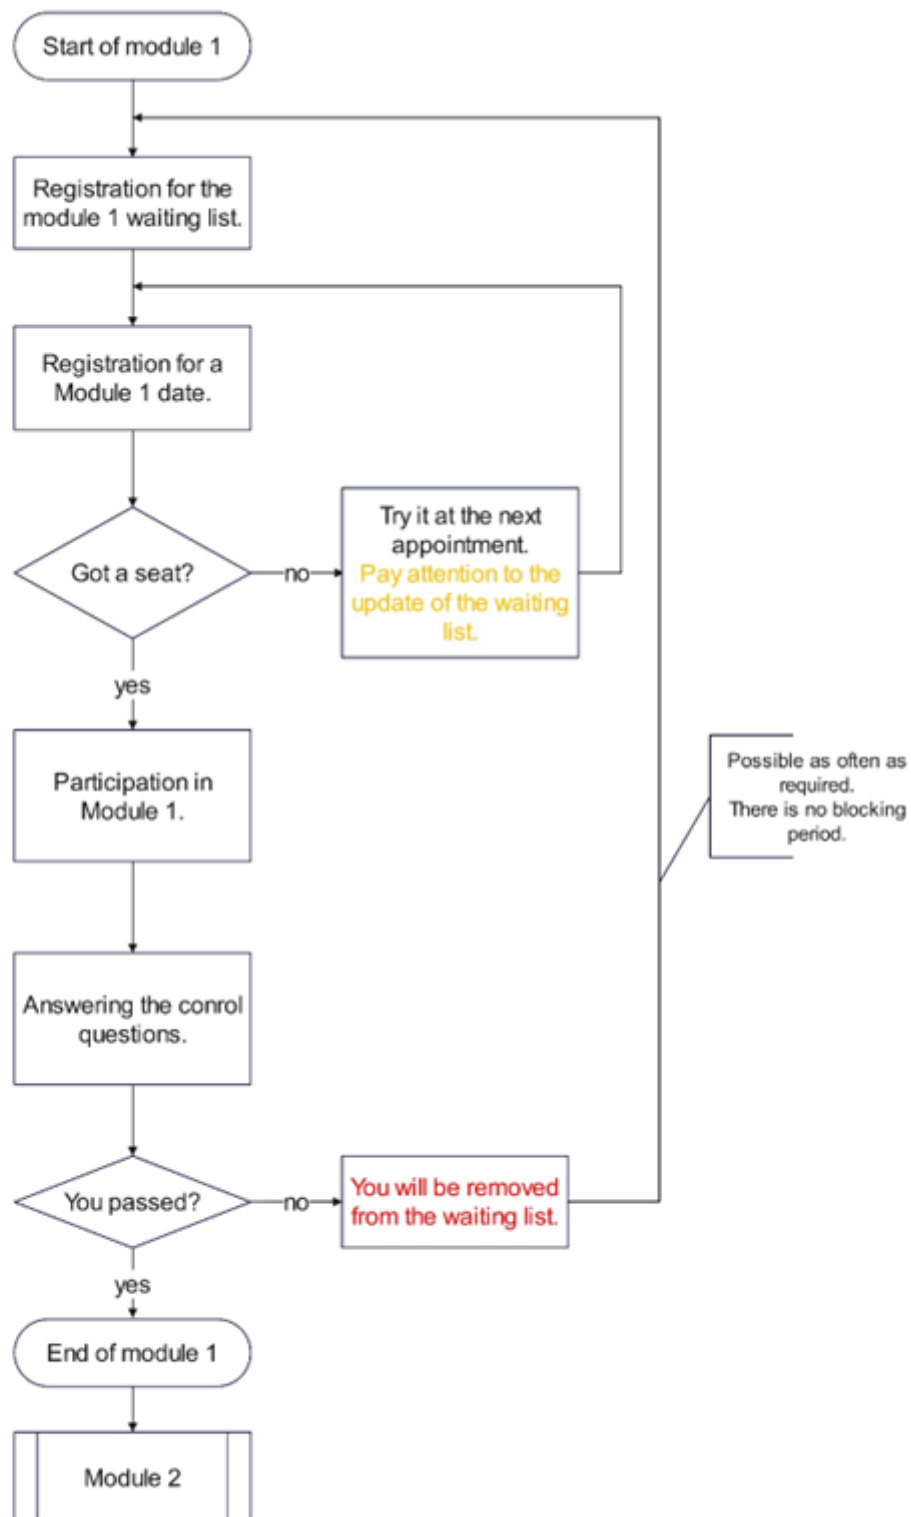 Start of module 1
Registration for the
module 1 waiting list.
Registration for a
Module 1 date.
Got a seat?
no
Try it at the next
appointment.
Pay attention to the
update of the waiting
list.
yes
Participation in
Module 1.
Possible as often as
required.
There is no blocking
period.
Answering the conrol
questions.
You passed?
no
You will be removed
from the waiting list.
yes
End of module 1
Module 2